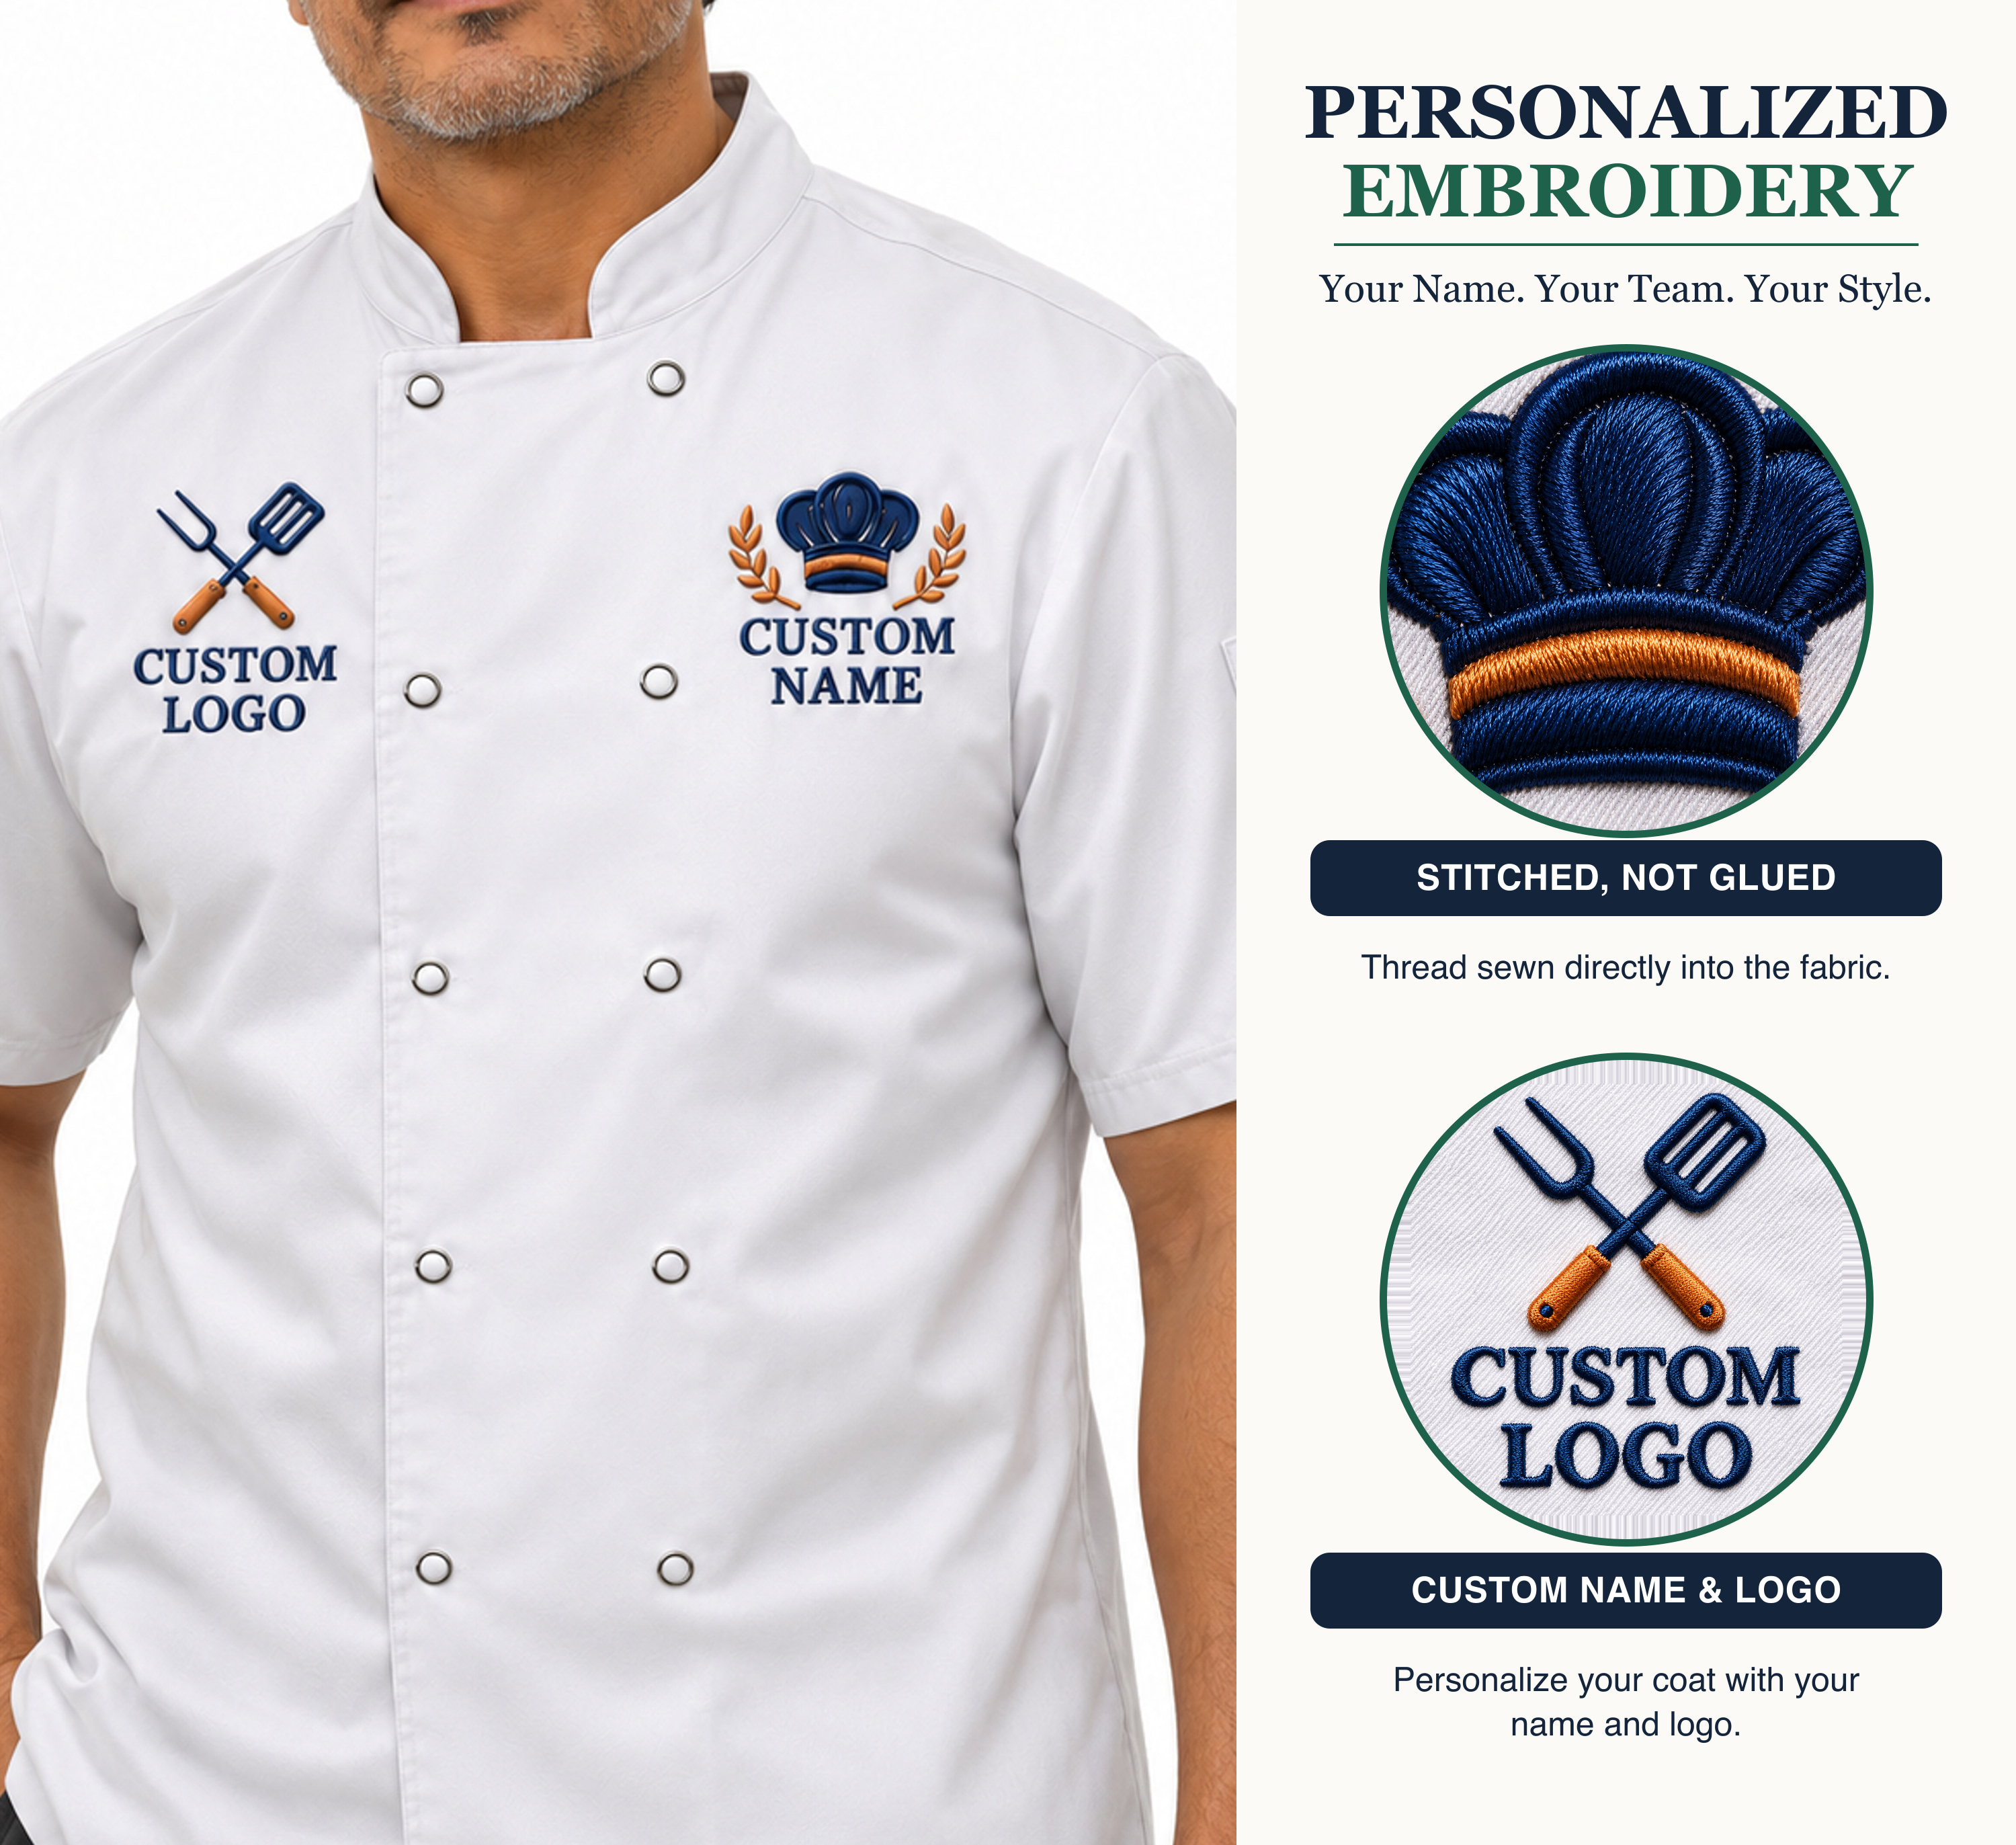 CUSTOM
LOGO
CUSTOM
NAME
PERSONALIZED
EMBROIDERY
Your Name. Your Team. Your Style.
STITCHED, NOT GLUED
Thread sewn directly into the fabric.
CUSTOM
LOGO
CUSTOM NAME & LOGO
Personalize your coat with your
name and logo.